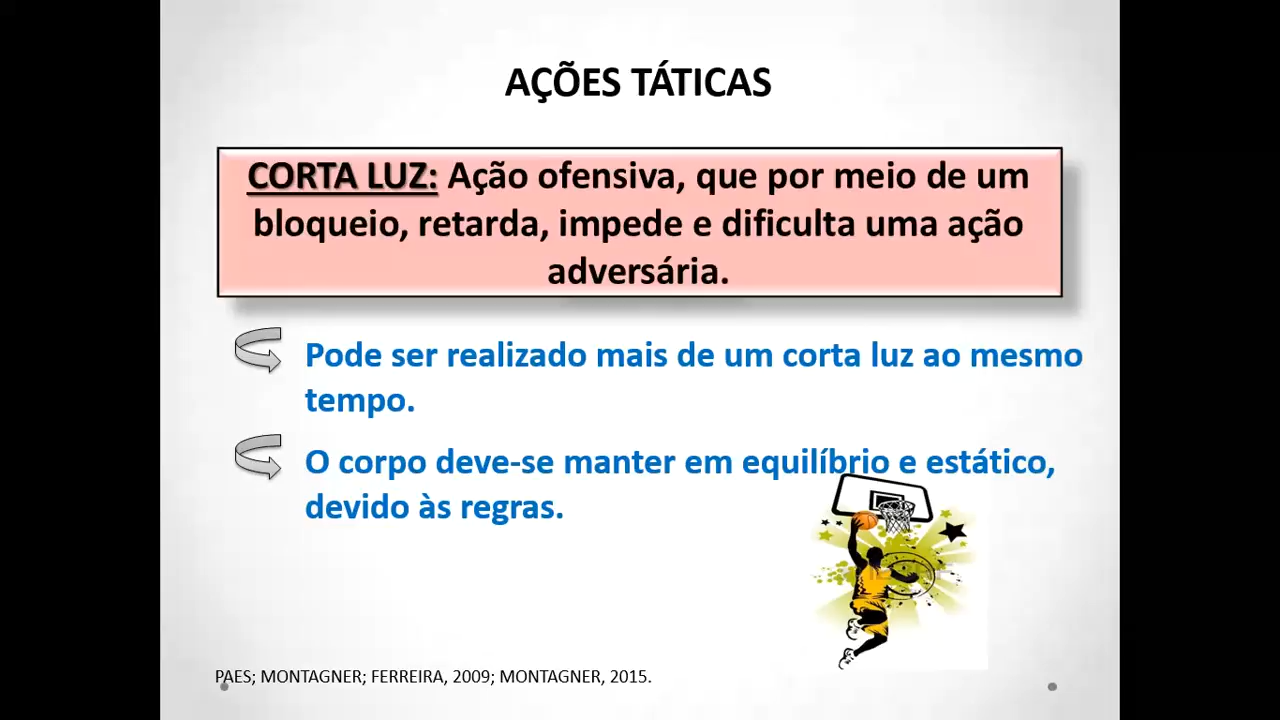 AÇÕES TÁTICAS
CORTA LUZ: Ação ofensiva, que por meio de um
bloqueio, retarda, impede e dificulta uma ação
adversária.
Pode ser realizado mais de um corta luz ao mesmo
tempo.
O corpo deve-se manter em equilíbrio e estático,
devido às regras.
PAES; MONTAGNER; FERREIRA, 2009; MONTAGNER, 2015.